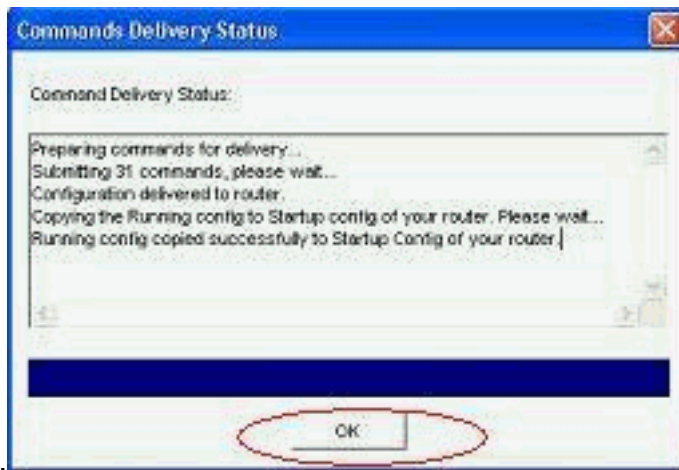 Commands Delivery Status
Command Delivery Status:
Preparing commands for delivery...
Submitting 31 commands, please wait...
Configuration delivered to router.
Copying the Running config to Startup config of your router. Please wait...
Running config copied successfully to Startup Config of your router.
OK